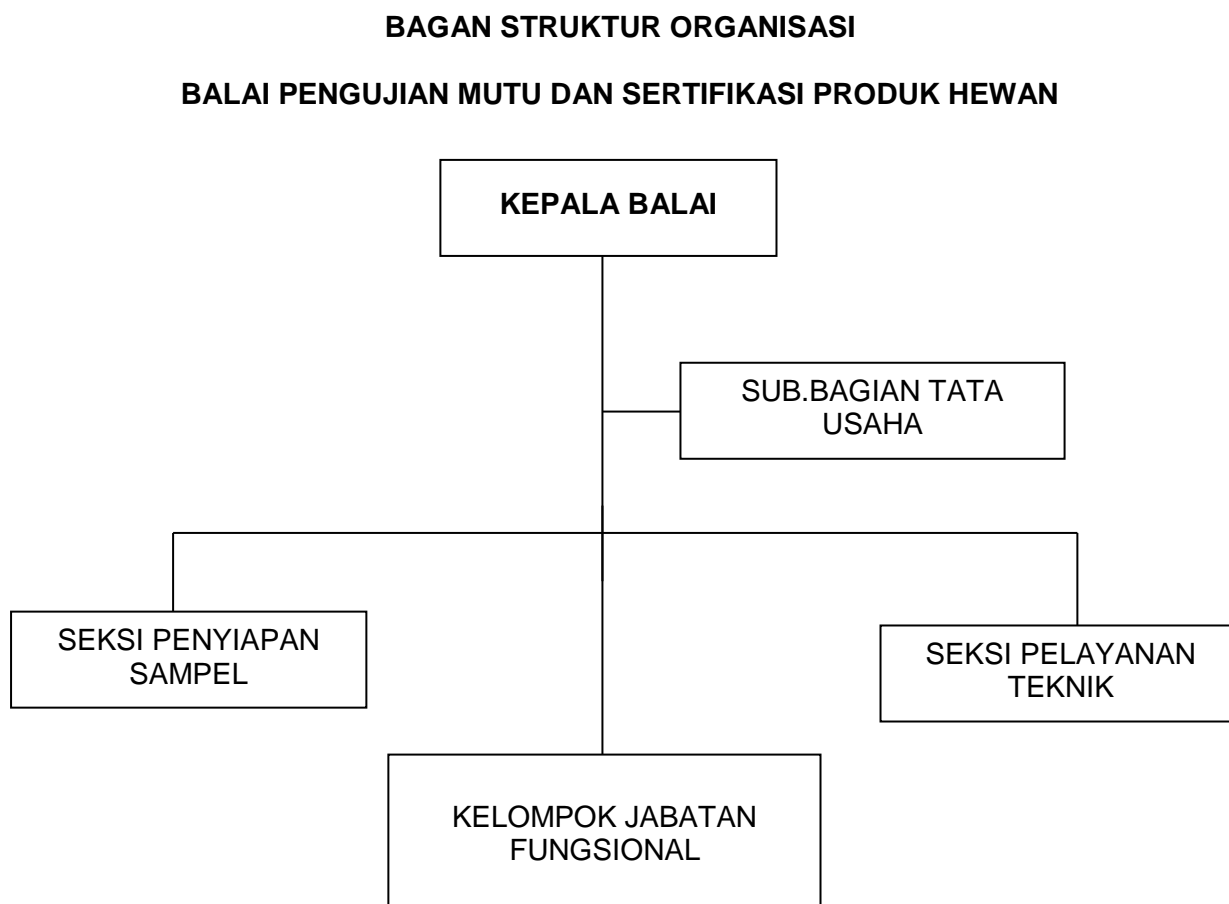 BAGAN STRUKTUR ORGANISASI
BALAI PENGUJIAN MUTU DAN SERTIFIKASI PRODUK HEWAN
KEPALA BALAI
SUB.BAGIAN TATA
USAHA
SEKSI PENYIAPAN
SAMPEL
SEKSI PELAYANAN
TEKNIK
KELOMPOK JABATAN
FUNGSIONAL